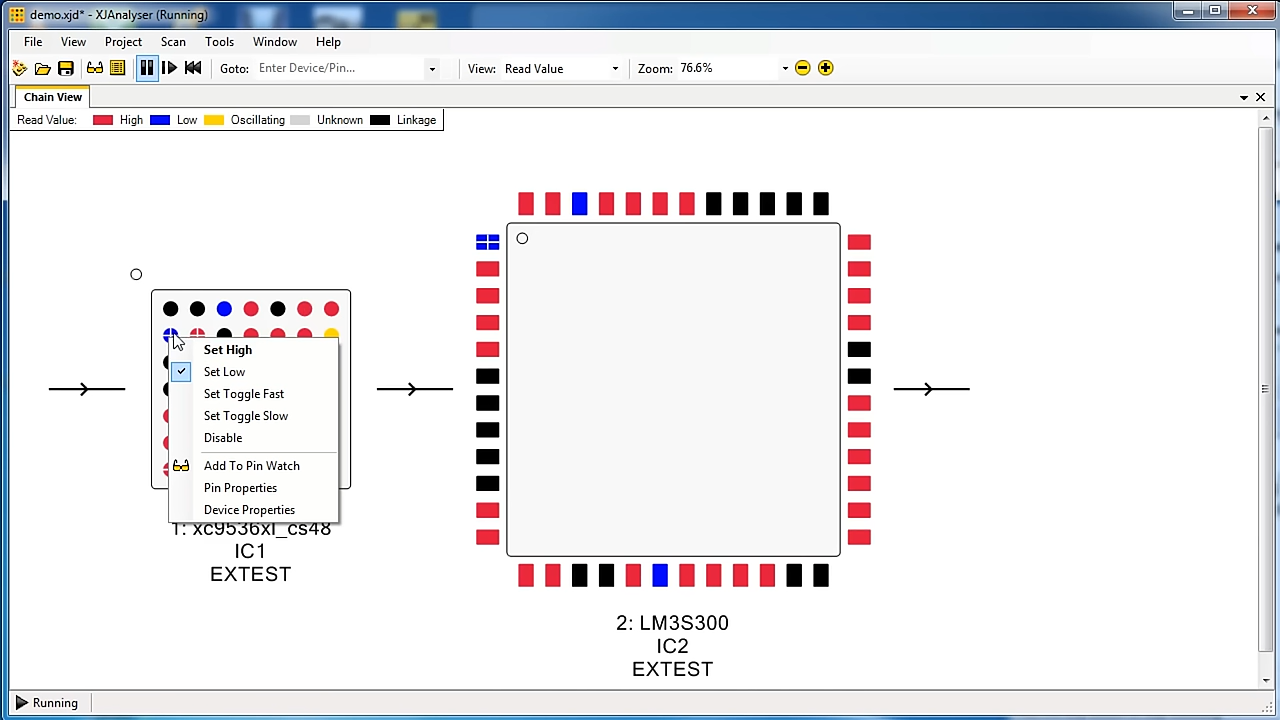 demo.xjd* - XJAnalyser (Running)
File View Project Scan Tools Window Help
Goto: Enter Device/Pin... View: Read Value Zoom: 76.6%
Chain View
Read Value: High Low Oscillating Unknown Linkage
Set High
Set Low
Set Toggle Fast
Set Toggle Slow
Disable
Add To Pin Watch
Pin Properties
Device Properties
1: xc9536xl_cs48
IC1
EXTEST
2: LM3S300
IC2
EXTEST
Running